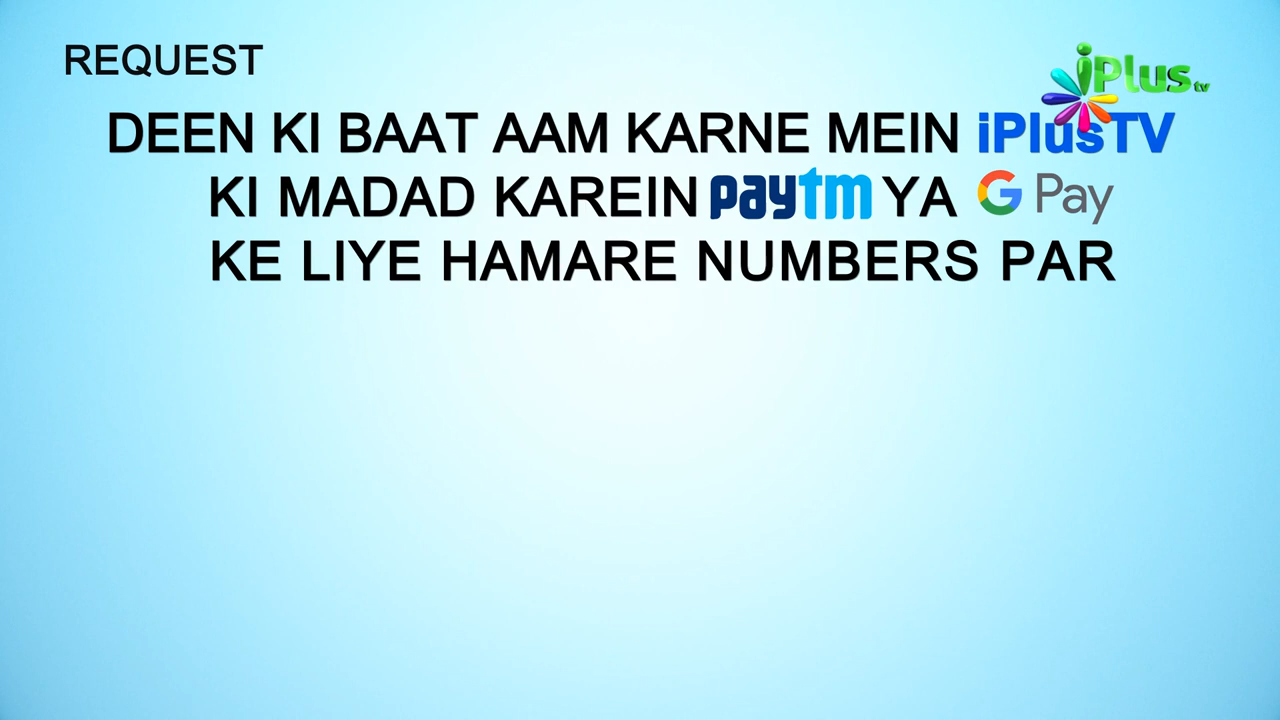 REQUEST
iPlus tv
DEEN KI BAAT AAM KARNE MEIN iPlusTV
KI MADAD KAREIN paytm YA G Pay
KE LIYE HAMARE NUMBERS PAR